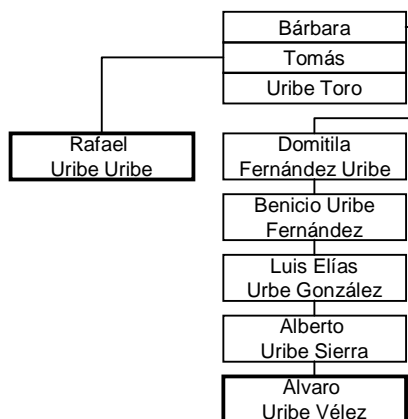 Bárbara
Tomás
Uribe Toro
Rafael
Uribe Uribe
Domitila
Fernández Uribe
Benicio Uribe
Fernández
Luis Elías
Urbe González
Alberto
Uribe Sierra
Alvaro
Uribe Vélez